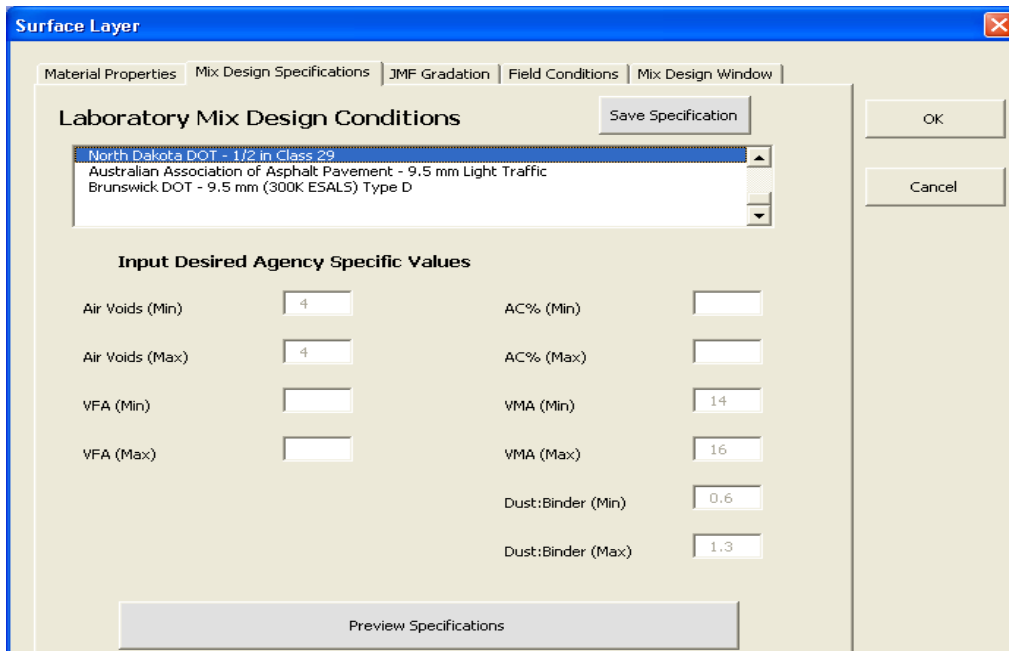 Surface Layer
Material Properties
Mix Design Specifications
JMF Gradation
Field Conditions
Mix Design Window
Laboratory Mix Design Conditions
Save Specification
OK
North Dakota DOT - 1/2 in Class 29
Australian Association of Asphalt Pavement - 9.5 mm Light Traffic
Brunswick DOT - 9.5 mm (300K ESALS) Type D
Cancel
Input Desired Agency Specific Values
Air Voids (Min) 4
AC% (Min)
Air Voids (Max) 4
AC% (Max)
VFA (Min)
VMA (Min) 14
VFA (Max)
VMA (Max) 16
Dust:Binder (Min) 0.6
Dust:Binder (Max) 1.3
Preview Specifications